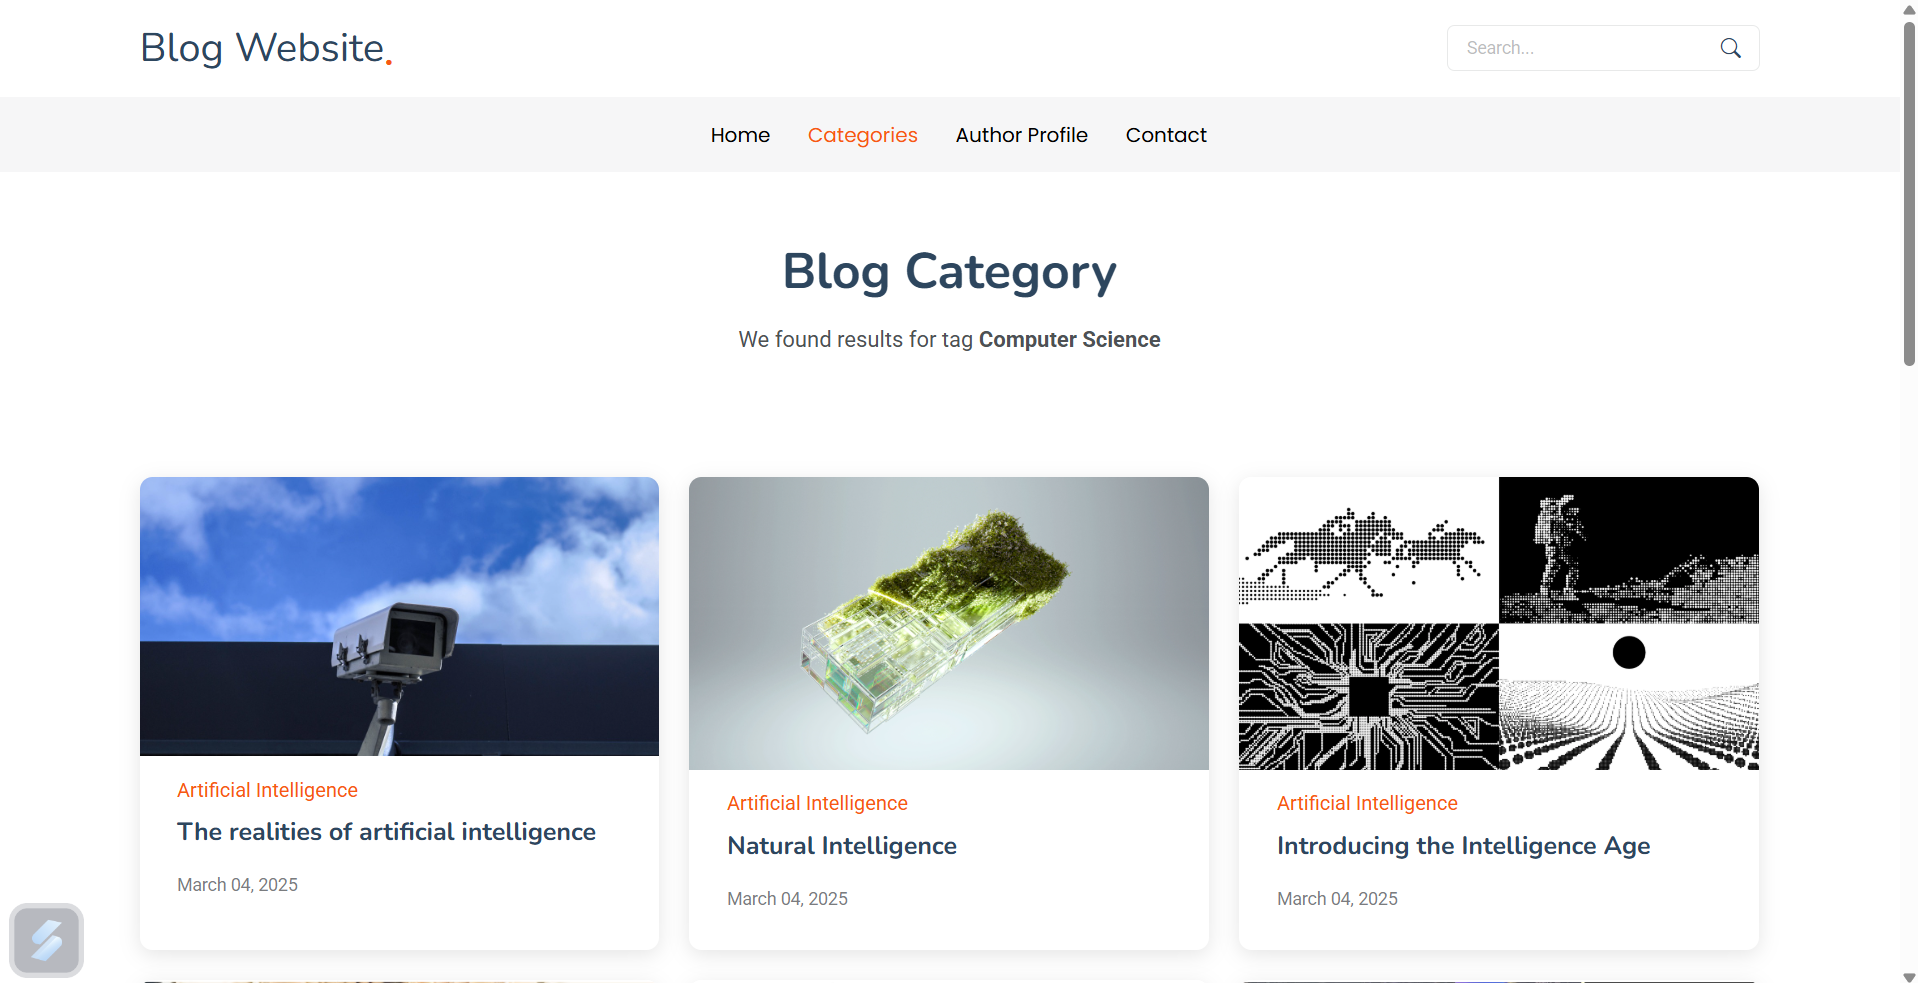 Blog Website.
Search...
Home Categories Author Profile Contact
Blog Category
We found results for tag Computer Science
Artificial Intelligence
The realities of artificial intelligence
March 04, 2025
Artificial Intelligence
Natural Intelligence
March 04, 2025
Artificial Intelligence
Introducing the Intelligence Age
March 04, 2025